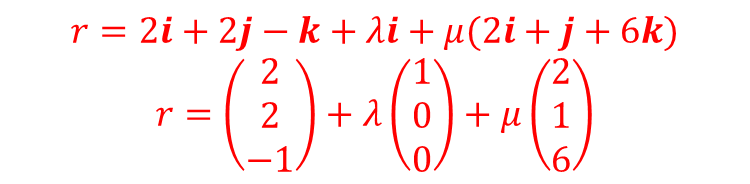 r = 2i + 2j − k + λi + μ(2i + j + 6k)
r = (2 2 −1) + λ(1 0 0) + μ(2 1 6)